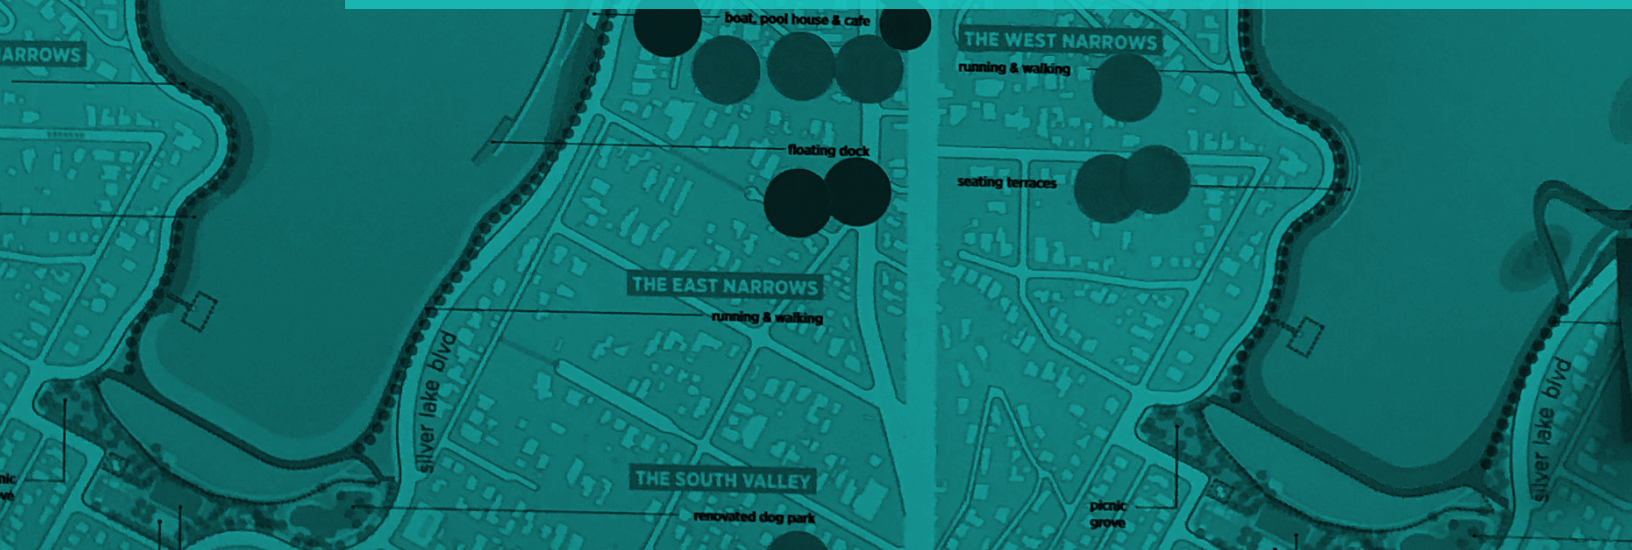 boat, pool house & cafe
ARROWS
floating dock
THE EAST NARROWS
running & walking
silver lake blvd
THE SOUTH VALLEY
renovated dog park
THE WEST NARROWS
running & walking
seating terraces
silver lake blvd
picnic
grove